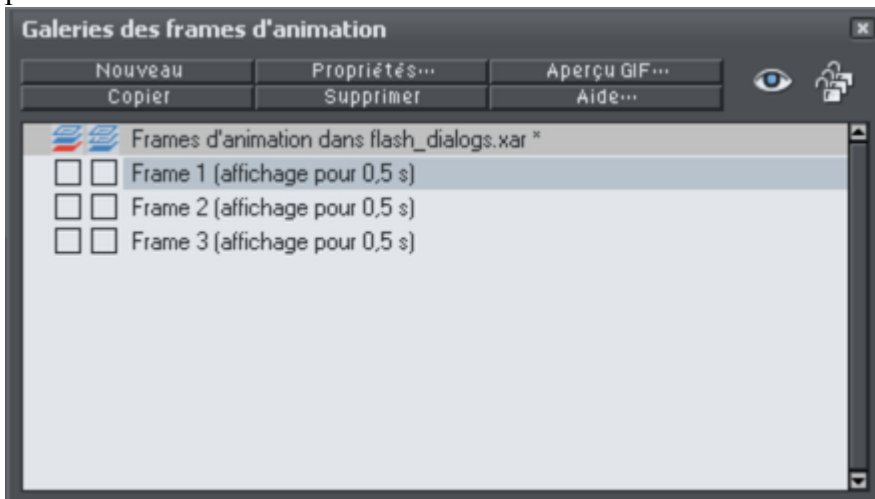 Galeries des frames d'animation
Nouveau Propriétés... Aperçu GIF...
Copier Supprimer Aide...
Frames d'animation dans flash_dialogs.xar *
Frame 1 (affichage pour 0,5 s)
Frame 2 (affichage pour 0,5 s)
Frame 3 (affichage pour 0,5 s)